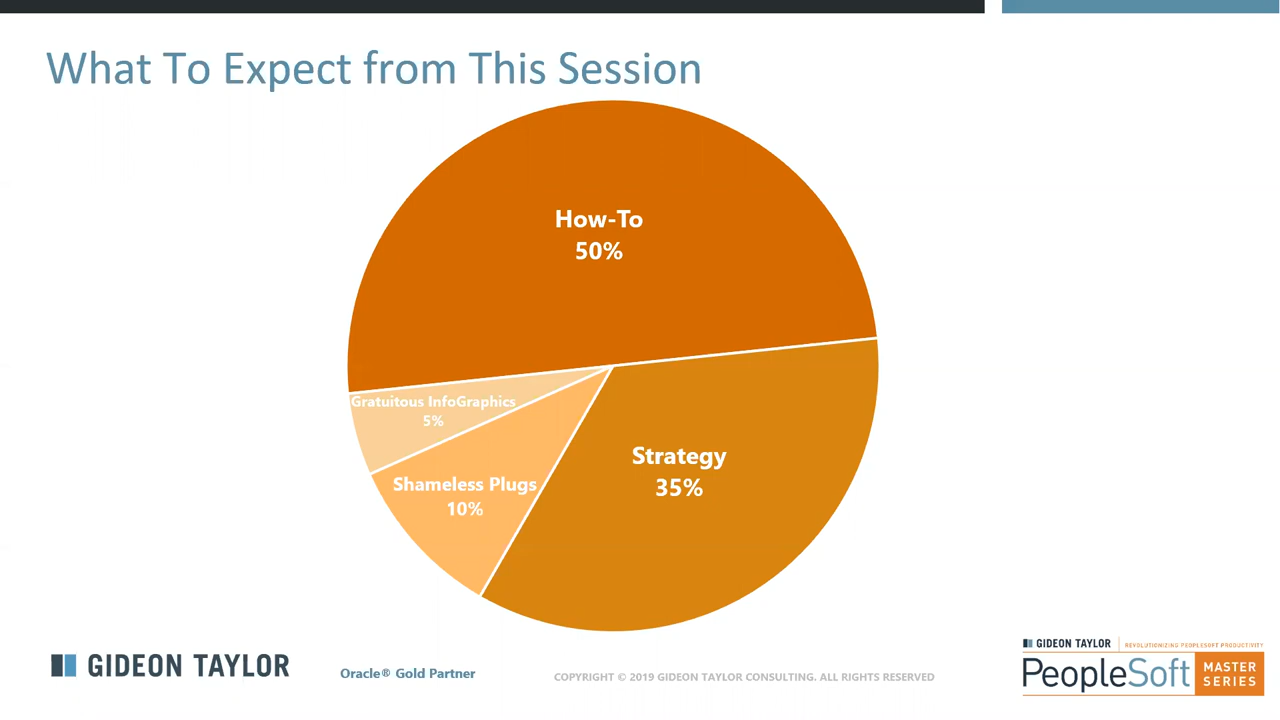 What To Expect from This Session
How-To
50%
Gratuitous InfoGraphics
5%
Strategy
35%
Shameless Plugs
10%
GIDEON TAYLOR
Oracle® Gold Partner
COPYRIGHT © 2019 GIDEON TAYLOR CONSULTING. ALL RIGHTS RESERVED
GIDEON TAYLOR REVOLUTIONIZING PEOPLESOFT PRODUCTIVITY
PeopleSoft MASTER SERIES